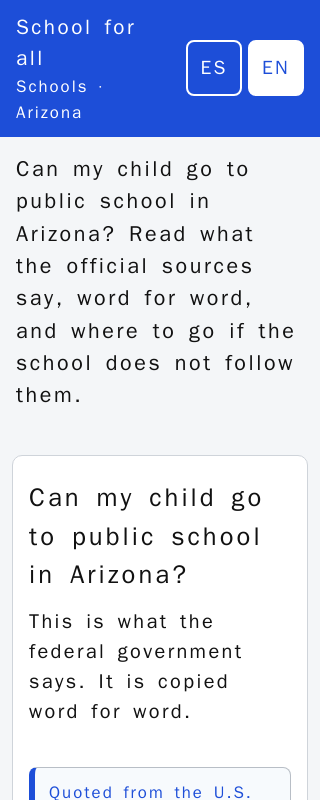 School for
all
Schools ·
Arizona
ES
EN
Can my child go to
public school in
Arizona? Read what
the official sources
say, word for word,
and where to go if the
school does not follow
them.
Can my child go
to public school
in Arizona?
This is what the
federal government
says. It is copied
word for word.
Quoted from the U.S.